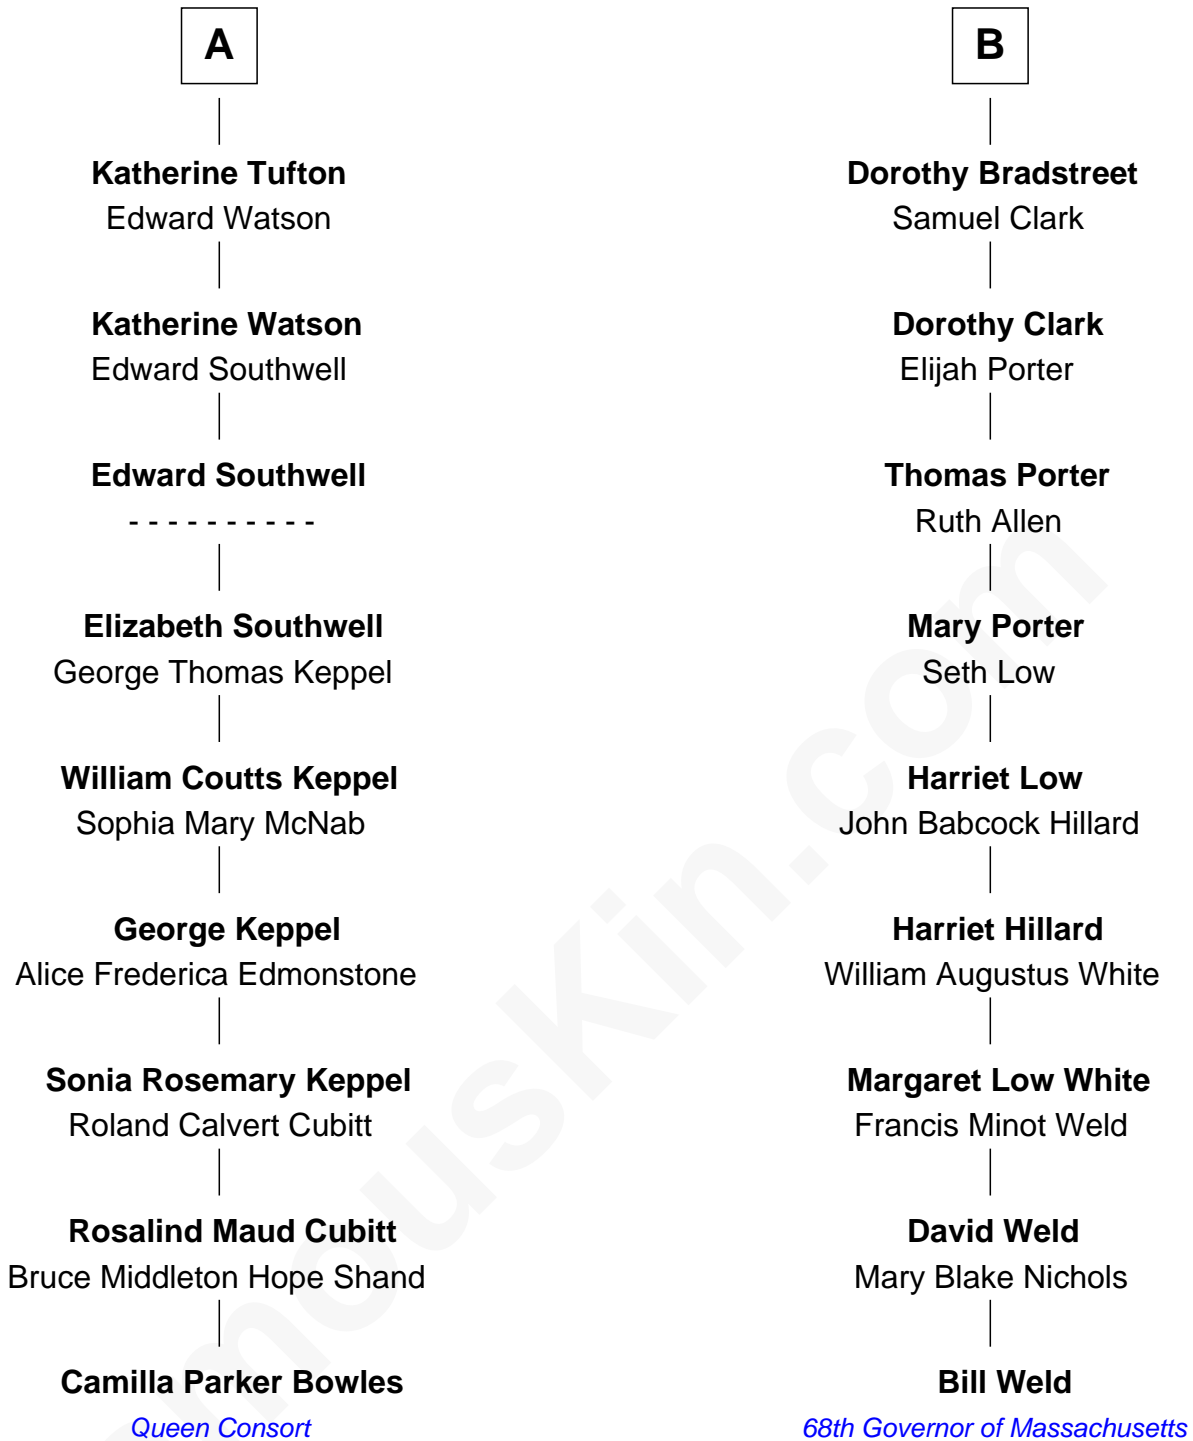 A
B
Katherine Tufton
Edward Watson
Dorothy Bradstreet
Samuel Clark
Katherine Watson
Edward Southwell
Dorothy Clark
Elijah Porter
Edward Southwell
- - - - - - - - - -
Thomas Porter
Ruth Allen
Elizabeth Southwell
George Thomas Keppel
Mary Porter
Seth Low
William Coutts Keppel
Sophia Mary McNab
Harriet Low
John Babcock Hillard
George Keppel
Alice Frederica Edmonstone
Harriet Hillard
William Augustus White
Sonia Rosemary Keppel
Roland Calvert Cubitt
Margaret Low White
Francis Minot Weld
Rosalind Maud Cubitt
Bruce Middleton Hope Shand
David Weld
Mary Blake Nichols
Camilla Parker Bowles
Queen Consort
Bill Weld
68th Governor of Massachusetts
mousKin.com